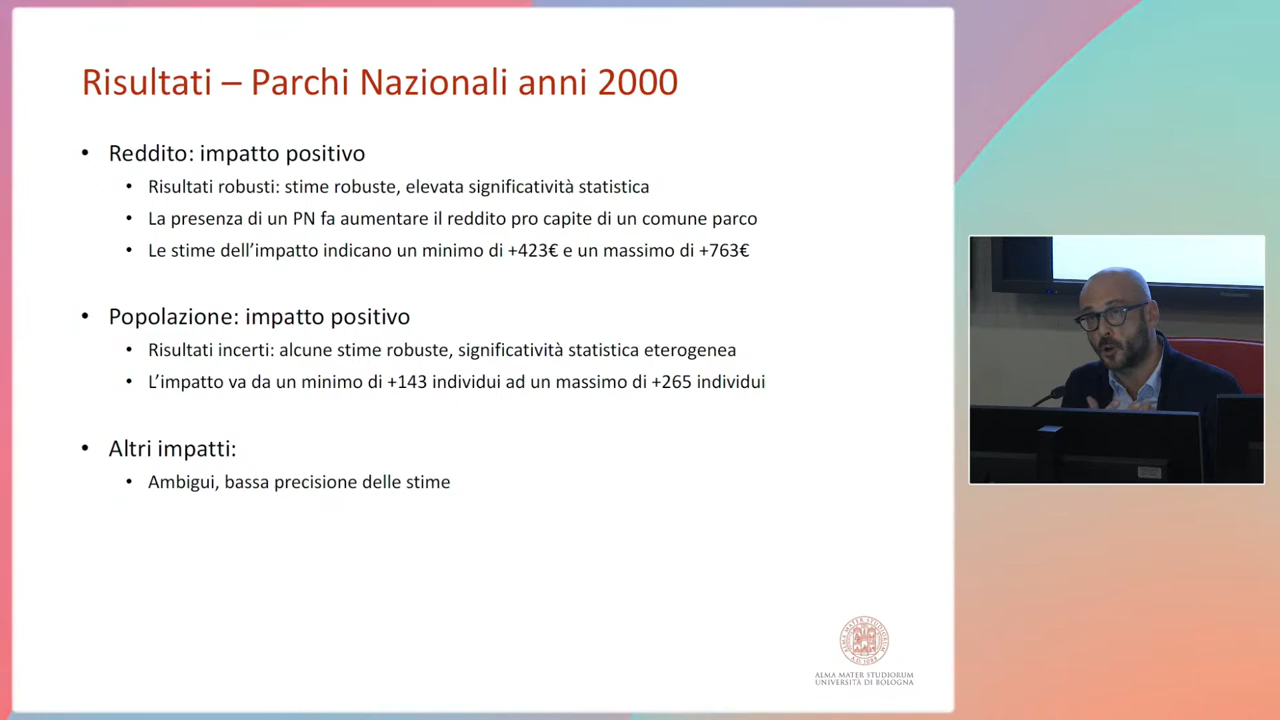 Risultati – Parchi Nazionali anni 2000
• Reddito: impatto positivo
• Risultati robusti: stime robuste, elevata significatività statistica
• La presenza di un PN fa aumentare il reddito pro capite di un comune parco
• Le stime dell'impatto indicano un minimo di +423€ e un massimo di +763€
• Popolazione: impatto positivo
• Risultati incerti: alcune stime robuste, significatività statistica eterogenea
• L'impatto va da un minimo di +143 individui ad un massimo di +265 individui
• Altri impatti:
• Ambigui, bassa precisione delle stime
ALMA MATER STUDIORUM
UNIVERSITÀ DI BOLOGNA